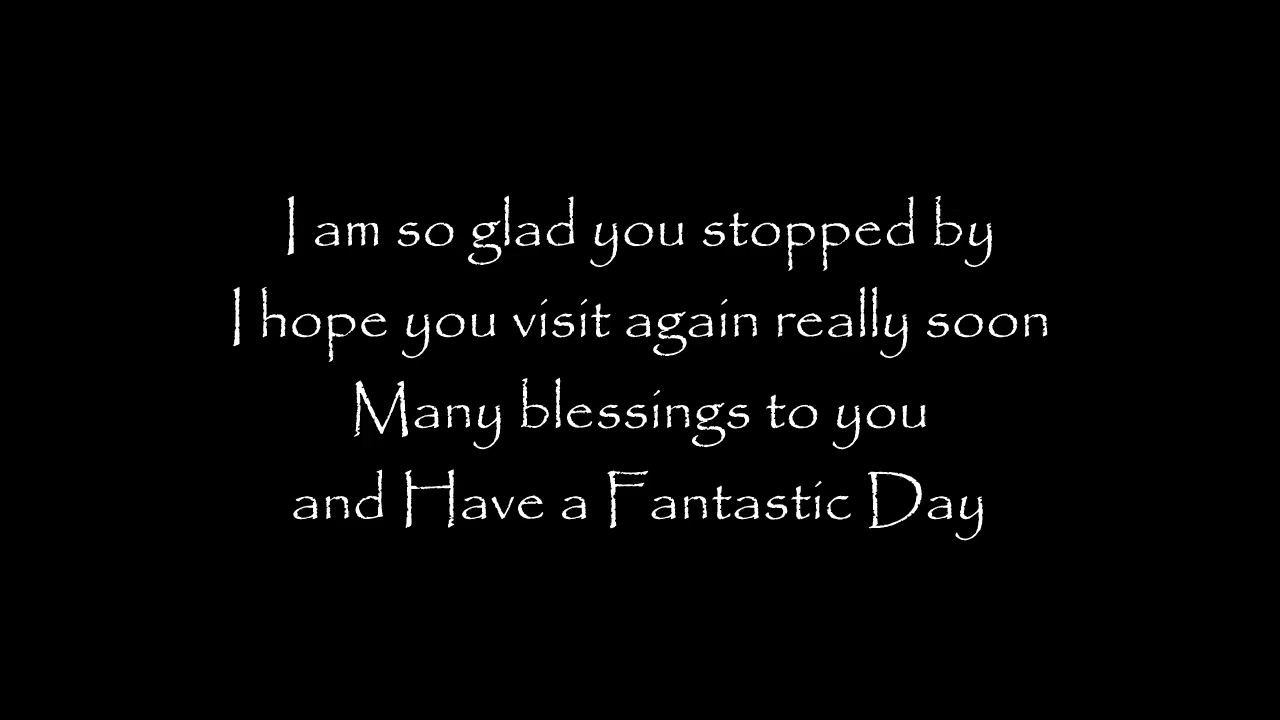 I am so glad you stopped by
I hope you visit again really soon
Many blessings to you
and Have a Fantastic Day